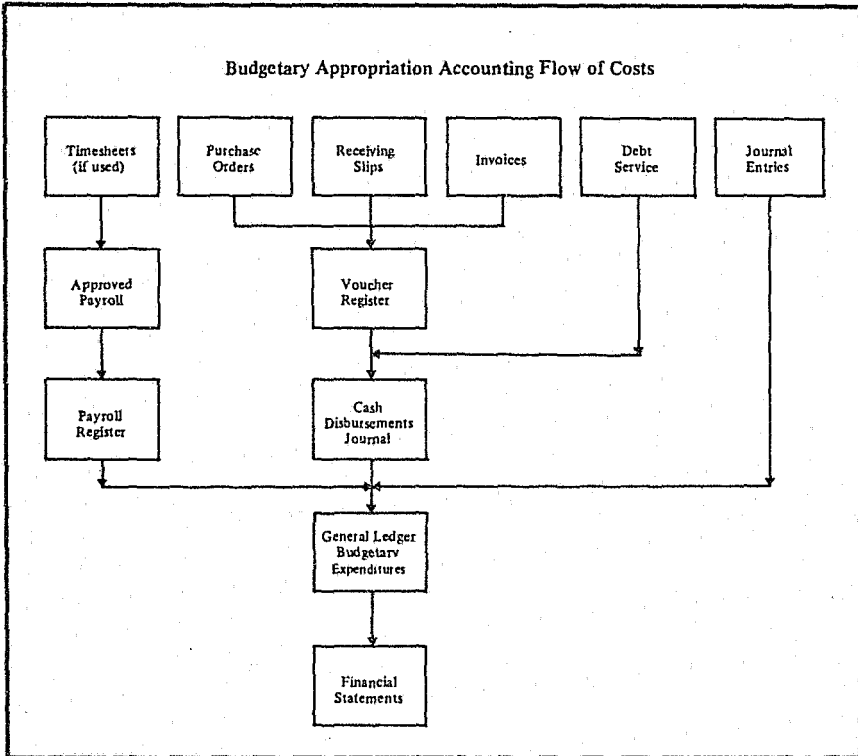 Budgetary Appropriation Accounting Flow of Costs
Timesheets
(if used)
Purchase
Orders
Receiving
Slips
Invoices
Debt
Service
Journal
Entries
Approved
Payroll
Voucher
Register
Payroll
Register
Cash
Disbursements
Journal
General Ledger
Budgetary
Expenditures
Financial
Statements